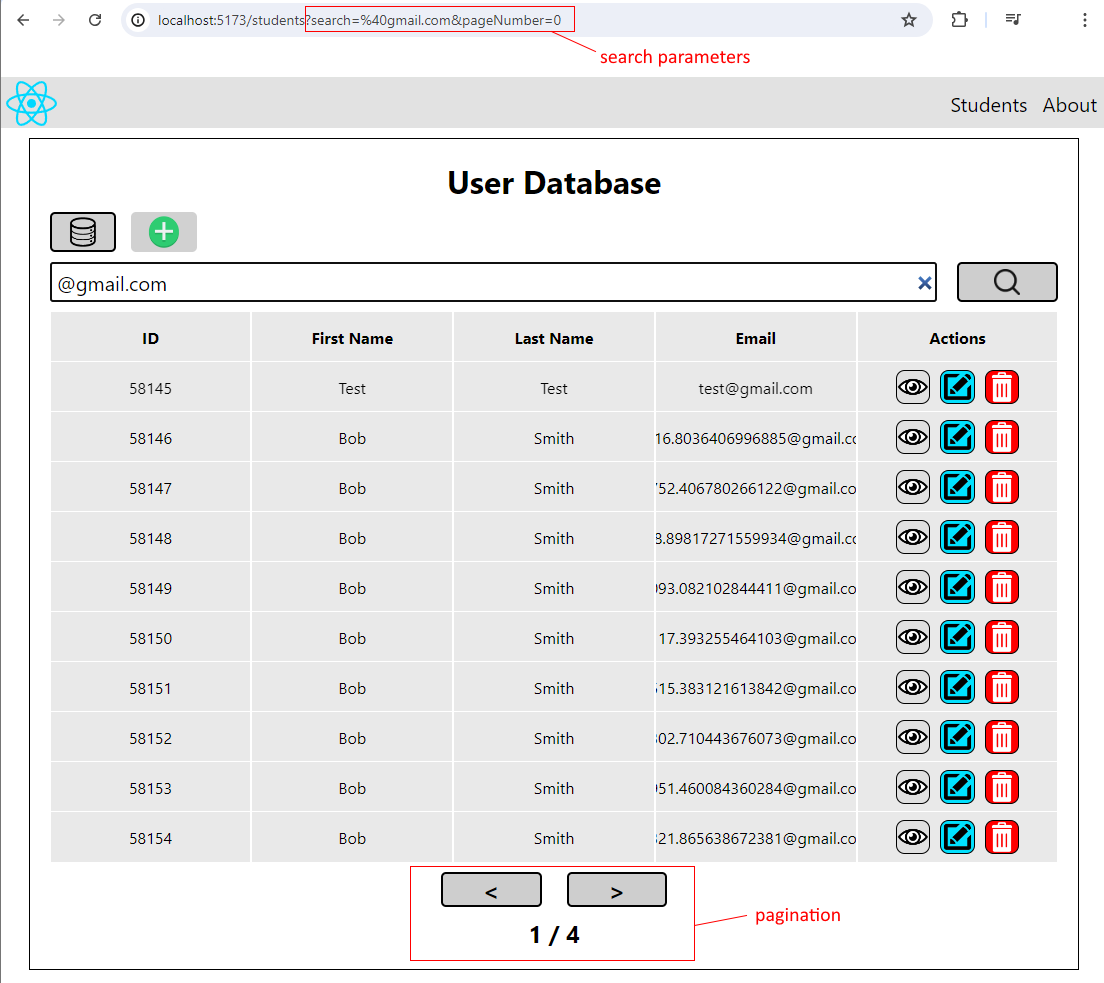 localhost:5173/students?search=%40gmail.com&pageNumber=0
search parameters
Students About
User Database
@gmail.com
ID First Name Last Name Email Actions
58145 Test Test test@gmail.com
58146 Bob Smith 16.8036406996885@gmail.co
58147 Bob Smith 752.406780266122@gmail.co
58148 Bob Smith 8.89817271559934@gmail.co
58149 Bob Smith 093.082102844411@gmail.co
58150 Bob Smith 17.393255464103@gmail.co
58151 Bob Smith 515.383121613842@gmail.co
58152 Bob Smith 302.710443676073@gmail.co
58153 Bob Smith 951.460084360284@gmail.co
58154 Bob Smith 321.865638672381@gmail.co
< >
pagination
1 / 4